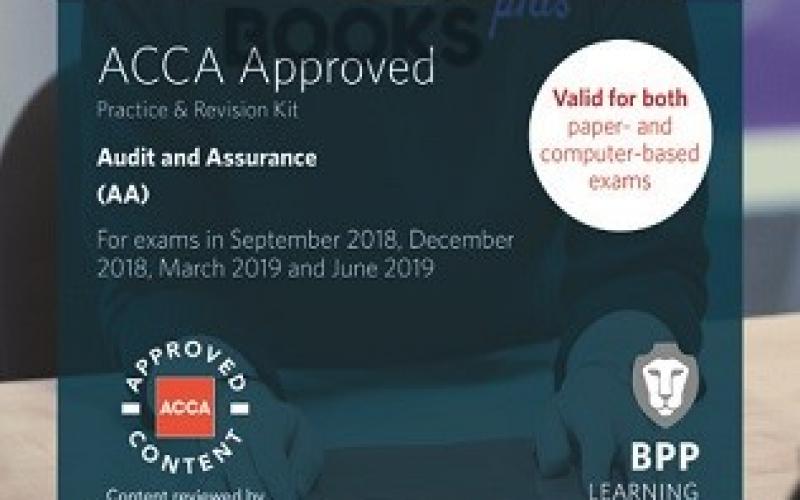 BOOKS plus
ACCA Approved
Practice & Revision Kit
Audit and Assurance
(AA)
For exams in September 2018, December
2018, March 2019 and June 2019
Valid for both
paper- and
computer-based
exams
APPROVED
ACCA
CONTENT
Content reviewed by
BPP
LEARNING